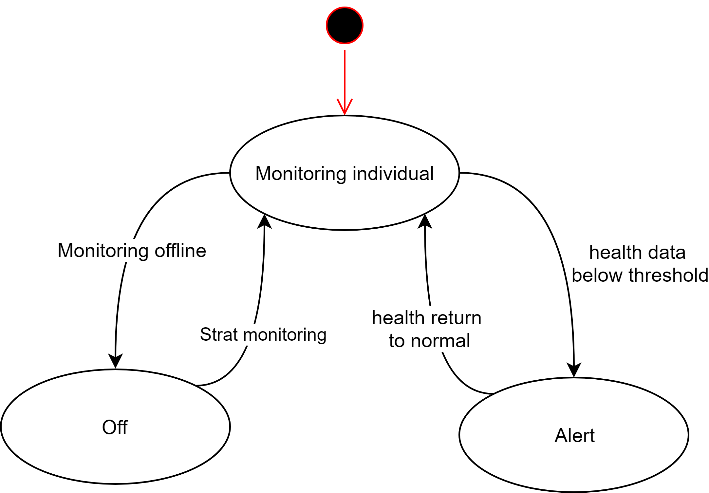 Monitoring individual
Monitoring offline
health data
below threshold
Strat monitoring
health return
to normal
Off
Alert